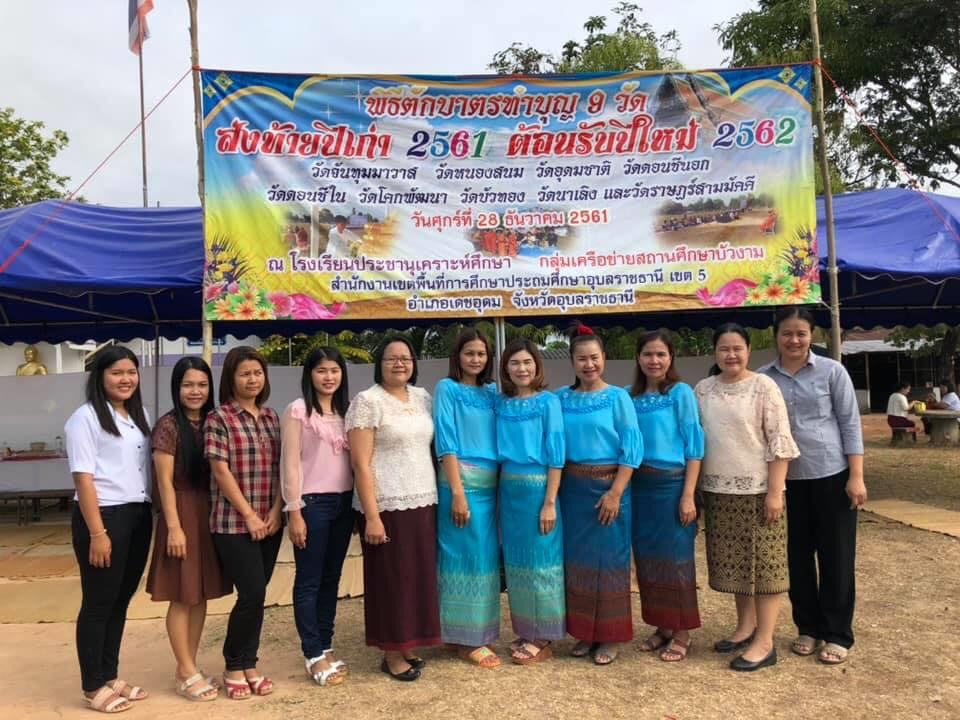 พิธีตักบาตรทำบุญ 9 วัด
ส่งท้ายปีเก่า 2561 ต้อนรับปีใหม่ 2562
วัดจันทุมมาวาส วัดหนองสนม วัดอุดมชาติ วัดดอนชีนอก
วัดดอนชีใน วัดโคกพัฒนา วัดบัวทอง วัดนาเลิง และวัดราษฎร์สามมัคคี
วันศุกร์ที่ 28 ธันวาคม 2561
ณ โรงเรียนประชานุเคราะห์ศึกษา กลุ่มเครือข่ายสถานศึกษาบัวงาม
สำนักงานเขตพื้นที่การศึกษาประถมศึกษาอุบลราชธานี เขต 5
อำเภอเดชอุดม จังหวัดอุบลราชธานี